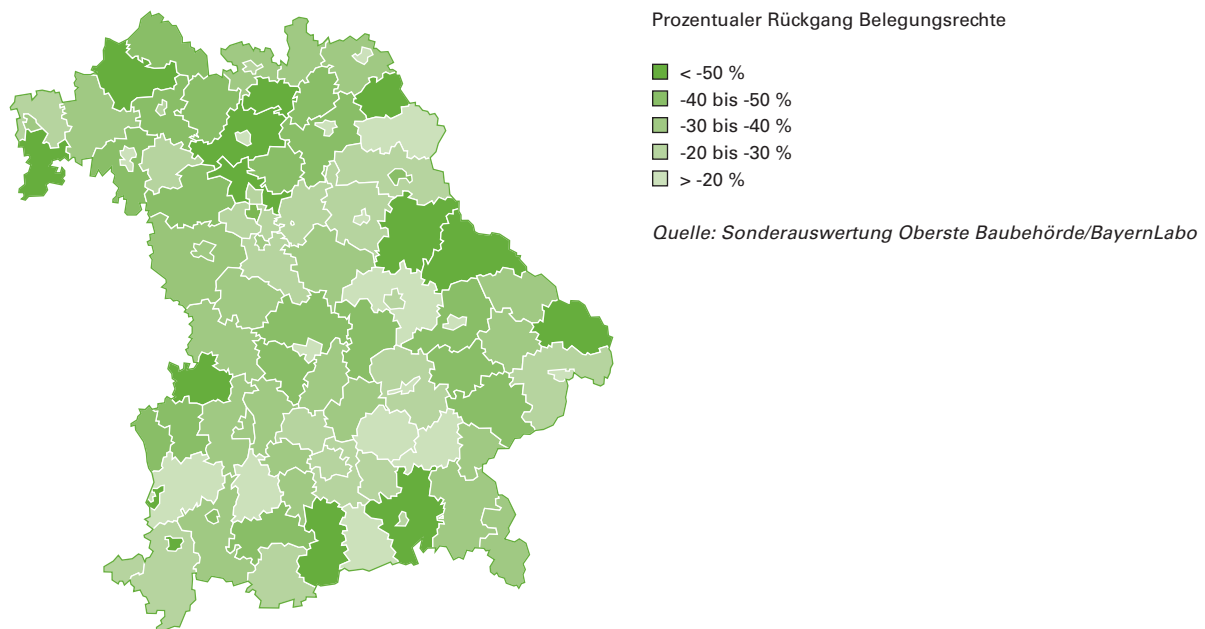 Prozentualer Rückgang Belegungsrechte
< -50 %
-40 bis -50 %
-30 bis -40 %
-20 bis -30 %
> -20 %
Quelle: Sonderauswertung Oberste Baubehörde/BayernLabo